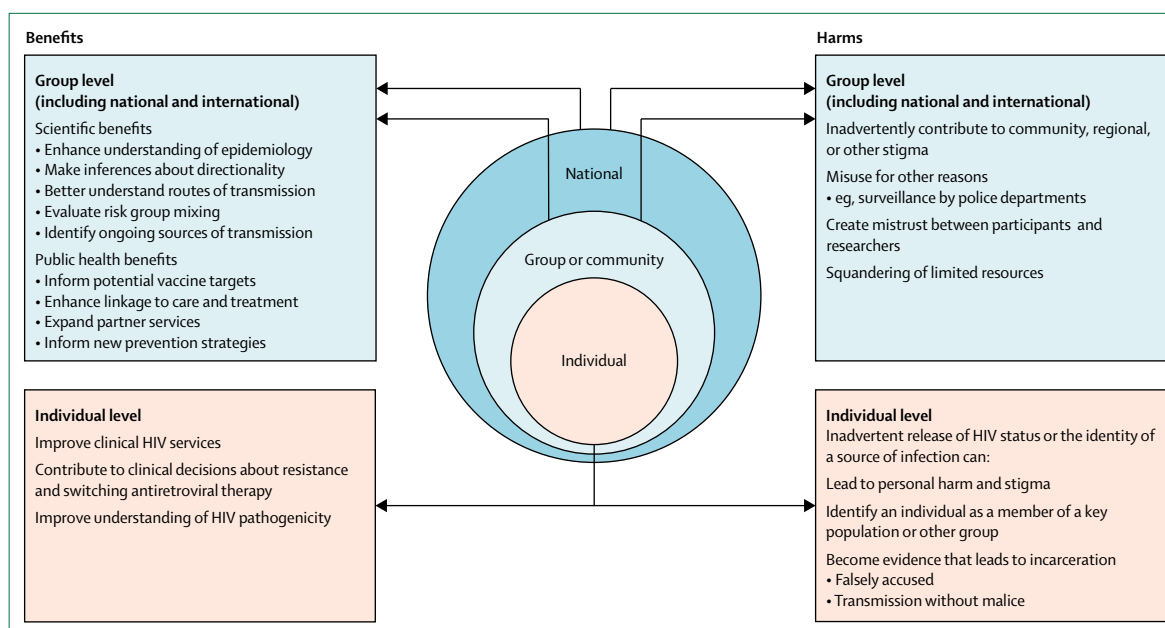 Benefits
Group level
(including national and international)
Scientific benefits
• Enhance understanding of epidemiology
• Make inferences about directionality
• Better understand routes of transmission
• Evaluate risk group mixing
• Identify ongoing sources of transmission
Public health benefits
• Inform potential vaccine targets
• Enhance linkage to care and treatment
• Expand partner services
• Inform new prevention strategies
Individual level
Improve clinical HIV services
Contribute to clinical decisions about resistance
and switching antiretroviral therapy
Improve understanding of HIV pathogenicity
National
Group or community
Individual
Harms
Group level
(including national and international)
Inadvertently contribute to community, regional,
or other stigma
Misuse for other reasons
• eg, surveillance by police departments
Create mistrust between participants and
researchers
Squandering of limited resources
Individual level
Inadvertent release of HIV status or the identity of
a source of infection can:
Lead to personal harm and stigma
Identify an individual as a member of a key
population or other group
Become evidence that leads to incarceration
• Falsely accused
• Transmission without malice